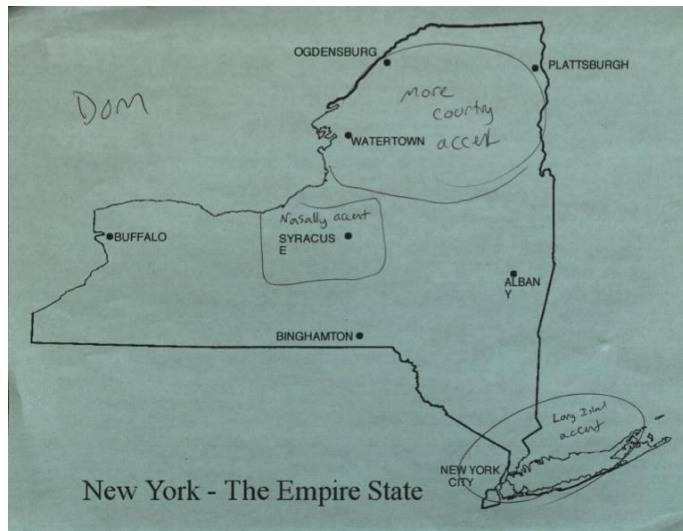 OGDENSBURG
PLATTSBURGH
Dom
More
country
accent
WATERTOWN
Nasally accent
SYRACUS
E
BUFFALO
ALBAN
Y
BINGHAMTON
Long Island
accent
NEW YORK
CITY
New York - The Empire State